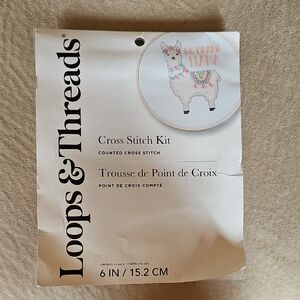 Loops & Threads®
LLAMA
Cross Stitch Kit
COUNTED CROSS STITCH
Trousse de Point de Croix
POINT DE CROIX COMPTÉ
6 IN / 15.2 CM